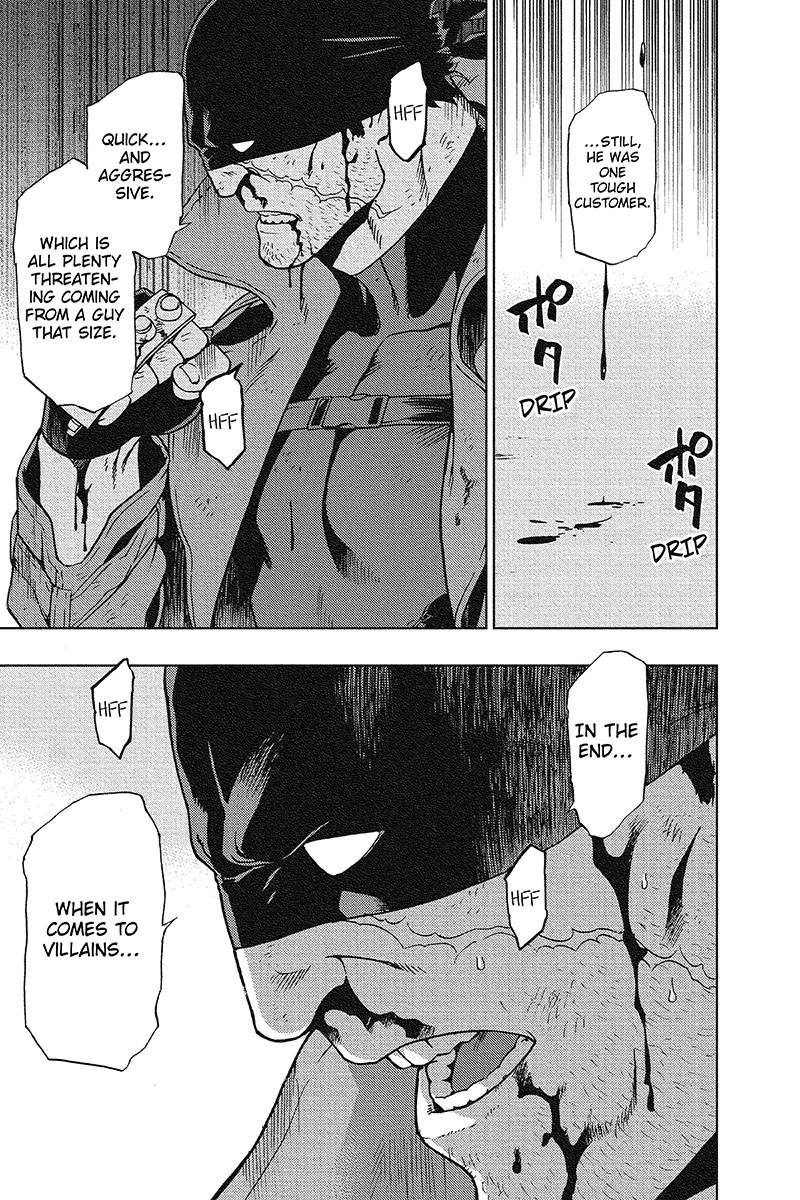 ...STILL,
HE WAS
ONE
TOUGH
CUSTOMER.
ポタ
DRIP
ポタ
DRIP
HFF
QUICK...
AND
AGGRES-
SIVE.
WHICH IS
ALL PLENTY
THREATEN-
ING COMING
FROM A GUY
THAT SIZE.
HFF
IN THE
END...
HFF
HFF
WHEN IT
COMES TO
VILLAINS...